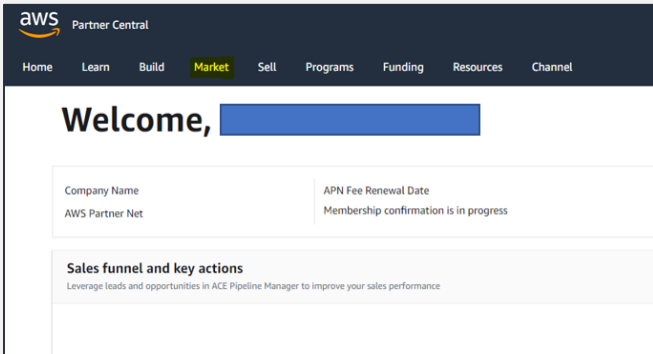 aws Partner Central
Home Learn Build Market Sell Programs Funding Resources Channel
Welcome,
Company Name APN Fee Renewal Date
AWS Partner Net Membership confirmation is in progress
Sales funnel and key actions
Leverage leads and opportunities in ACE Pipeline Manager to improve your sales performance